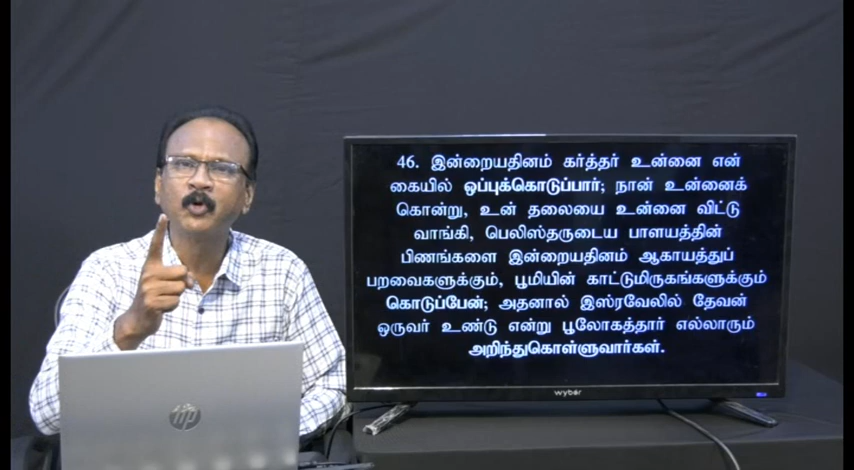 46. இன்றையதினம் கர்த்தர் உன்னை என்
கையில் ஒப்புக்கொடுப்பார்; நான் உன்னைக்
கொன்று, உன் தலையை உன்னை விட்டு
வாங்கி, பெலிஸ்தருடைய பாளயத்தின்
பிணங்களை இன்றையதினம் ஆகாயத்துப்
பறவைகளுக்கும், பூமியின் காட்டுமிருகங்களுக்கும்
கொடுப்பேன்; அதனால் இஸ்ரவேலில் தேவன்
ஒருவர் உண்டு என்று பூலோகத்தார் எல்லாரும்
அறிந்துகொள்ளுவார்கள்.
wybor
hp